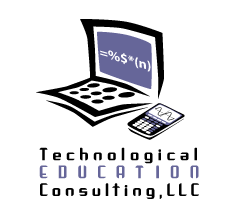 =%$*(n)
Technological
EDUCATION
Consulting,LLC